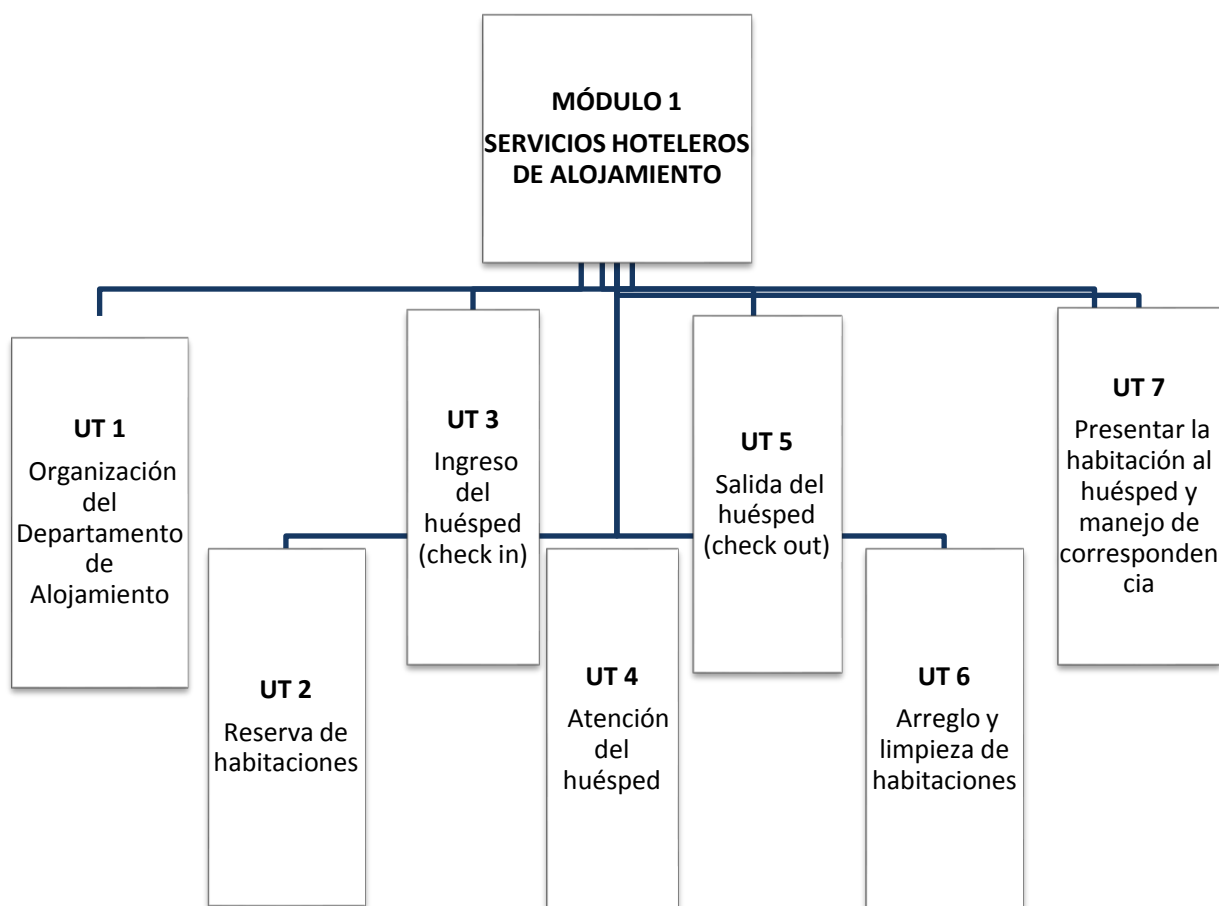 MÓDULO 1
SERVICIOS HOTELEROS
DE ALOJAMIENTO
UT 1
Organización
del
Departamento
de
Alojamiento
UT 2
Reserva de
habitaciones
UT 3
Ingreso
del
huésped
(check in)
UT 4
Atención
del
huésped
UT 5
Salida del
huésped
(check out)
UT 6
Arreglo y
limpieza de
habitaciones
UT 7
Presentar la
habitación al
huésped y
manejo de
corresponden
cia